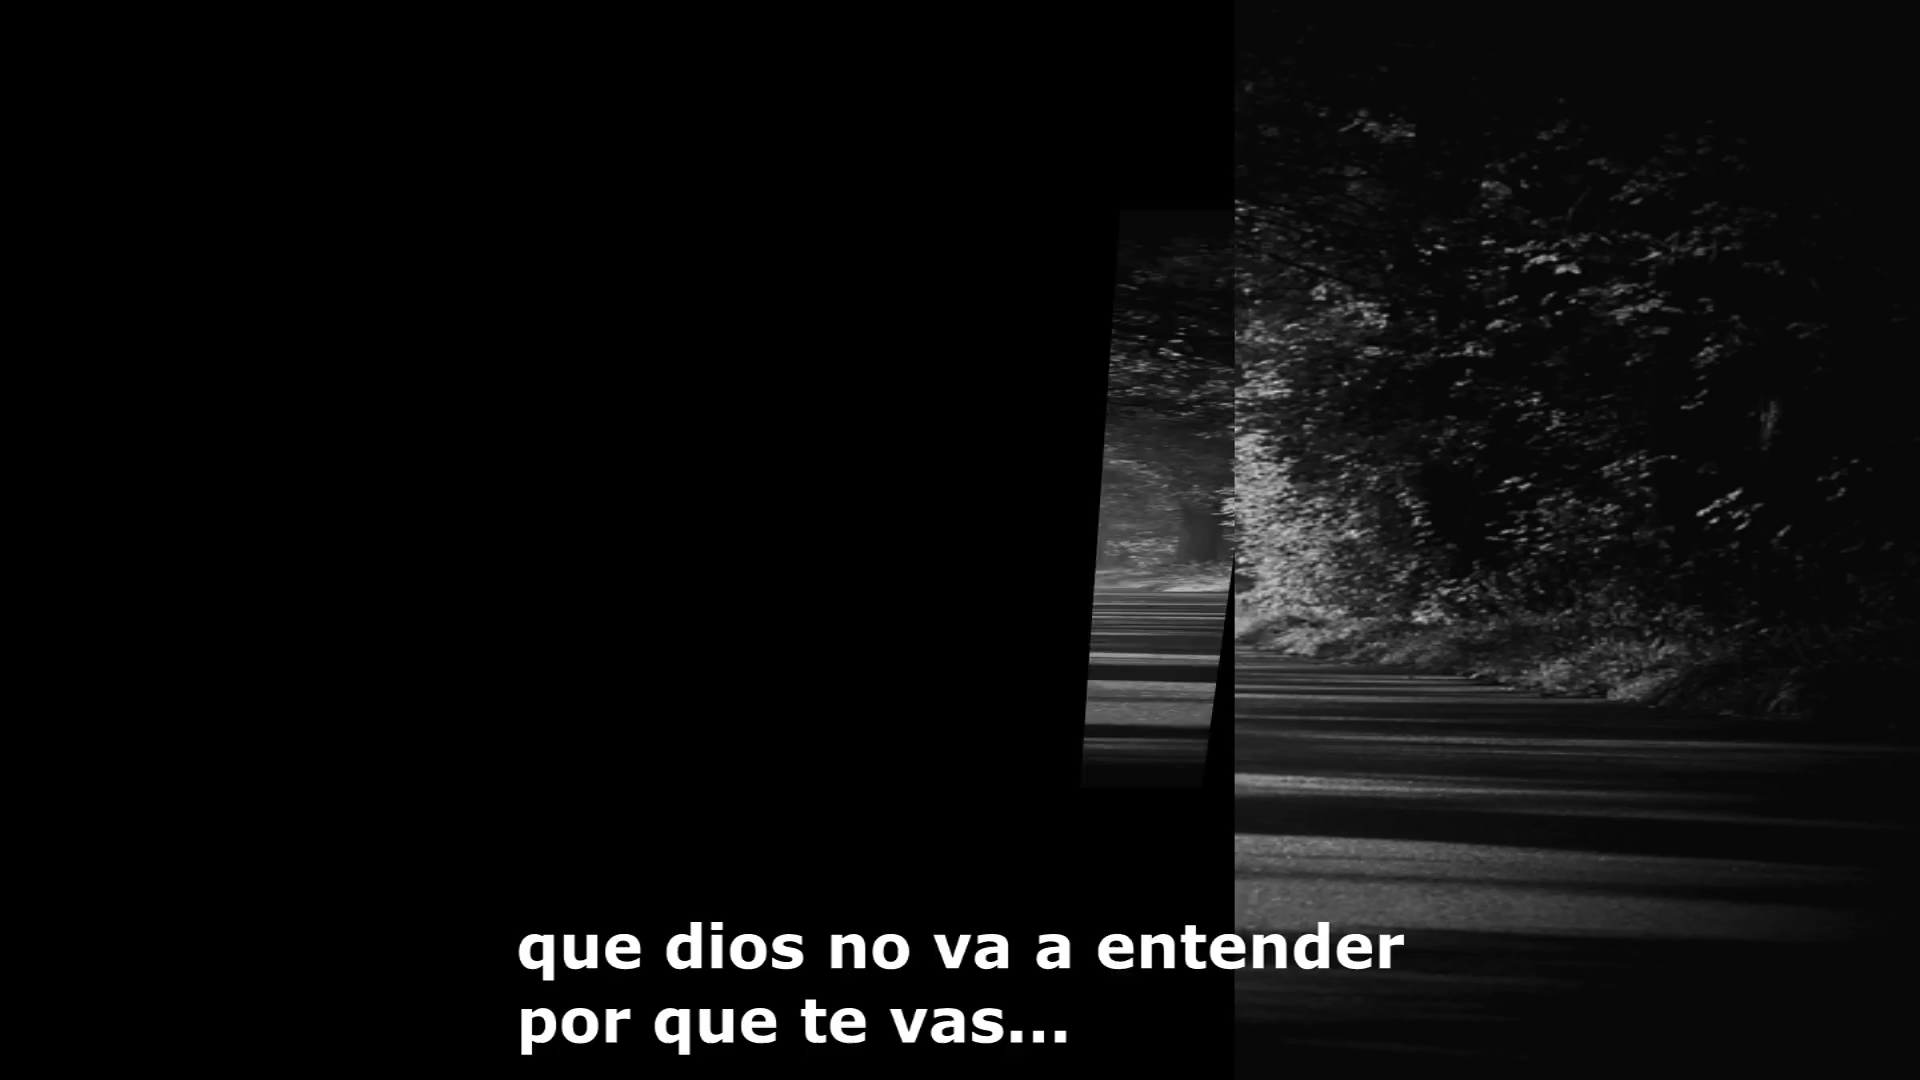 que dios no va a entender
por que te vas...